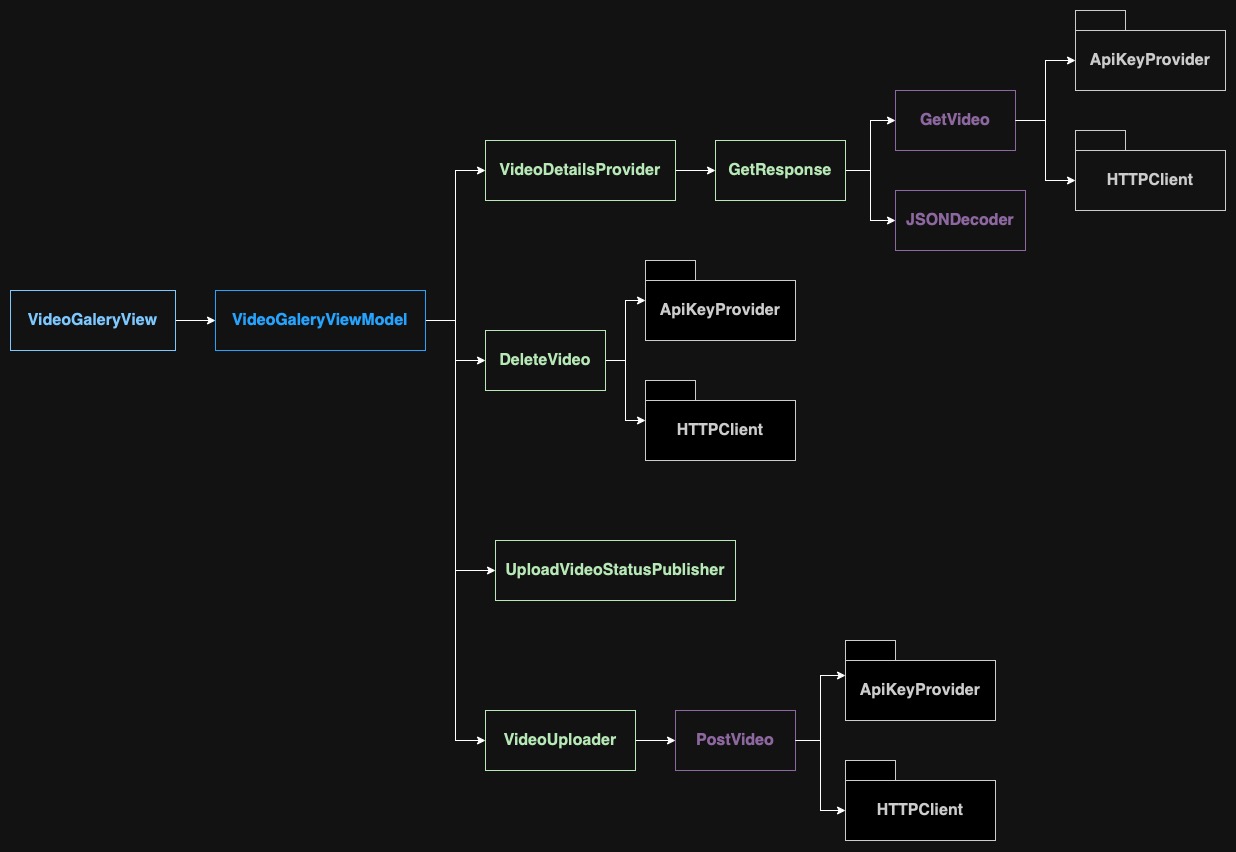 ApiKeyProvider
GetVideo
VideoDetailsProvider
GetResponse
HTTPClient
JSONDecoder
VideoGaleryView
VideoGaleryViewModel
ApiKeyProvider
DeleteVideo
HTTPClient
UploadVideoStatusPublisher
ApiKeyProvider
VideoUploader
PostVideo
HTTPClient